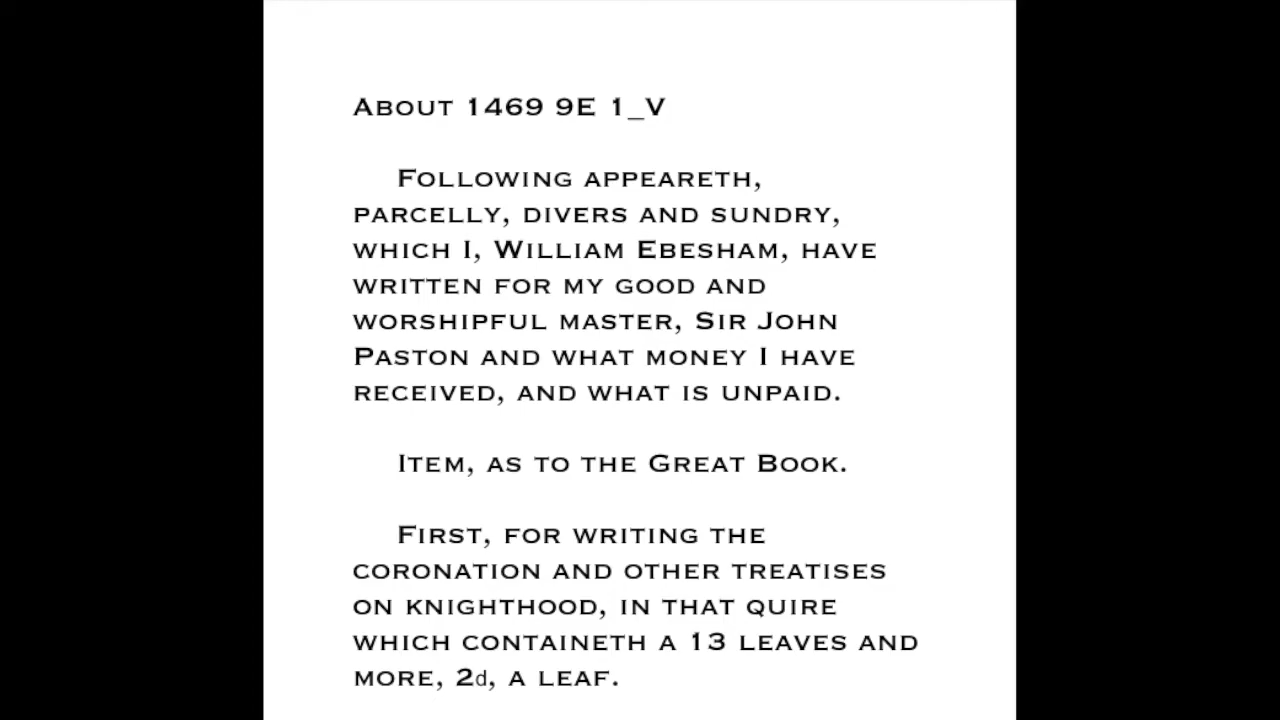 About 1469 9E 1_V
Following appeareth,
parcelly, divers and sundry,
which I, William Ebesham, have
written for my good and
worshipful master, Sir John
Paston and what money I have
received, and what is unpaid.
Item, as to the Great Book.
First, for writing the
coronation and other treatises
on knighthood, in that quire
which containeth a 13 leaves and
more, 2d, a leaf.